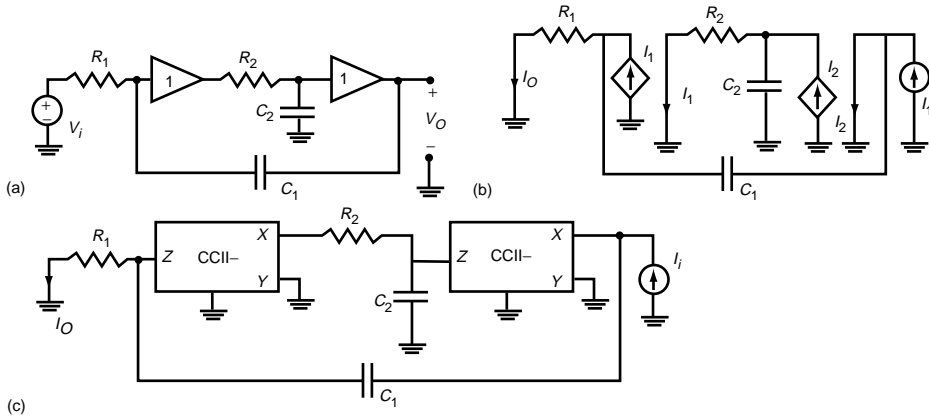 R1
1
R2
1
C2
Vi
+
−
+
VO
−
C1
(a)
R1
IO
I1
R2
I1
C2
I2
I2
I1
C1
(b)
R1
IO
Z
CCII–
X
Y
R2
C2
Z
CCII–
X
Y
Ii
C1
(c)